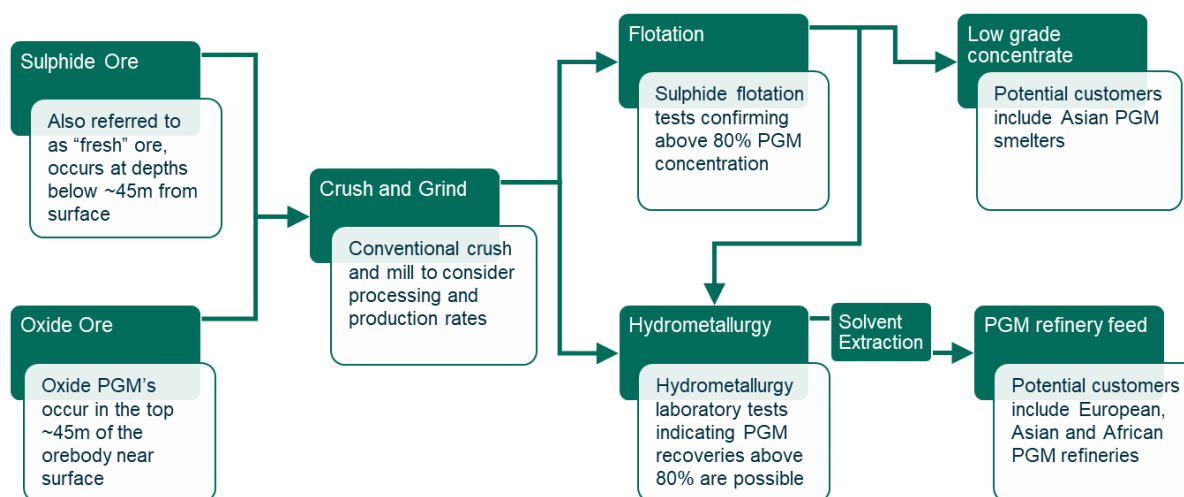 Sulphide Ore
Also referred to
as “fresh” ore,
occurs at depths
below ~45m from
surface
Oxide Ore
Oxide PGM’s
occur in the top
~45m of the
orebody near
surface
Crush and Grind
Conventional crush
and mill to consider
processing and
production rates
Flotation
Sulphide flotation
tests confirming
above 80% PGM
concentration
Low grade
concentrate
Potential customers
include Asian PGM
smelters
Hydrometallurgy
Hydrometallurgy
laboratory tests
indicating PGM
recoveries above
80% are possible
Solvent
Extraction
PGM refinery feed
Potential customers
include European,
Asian and African
PGM refineries